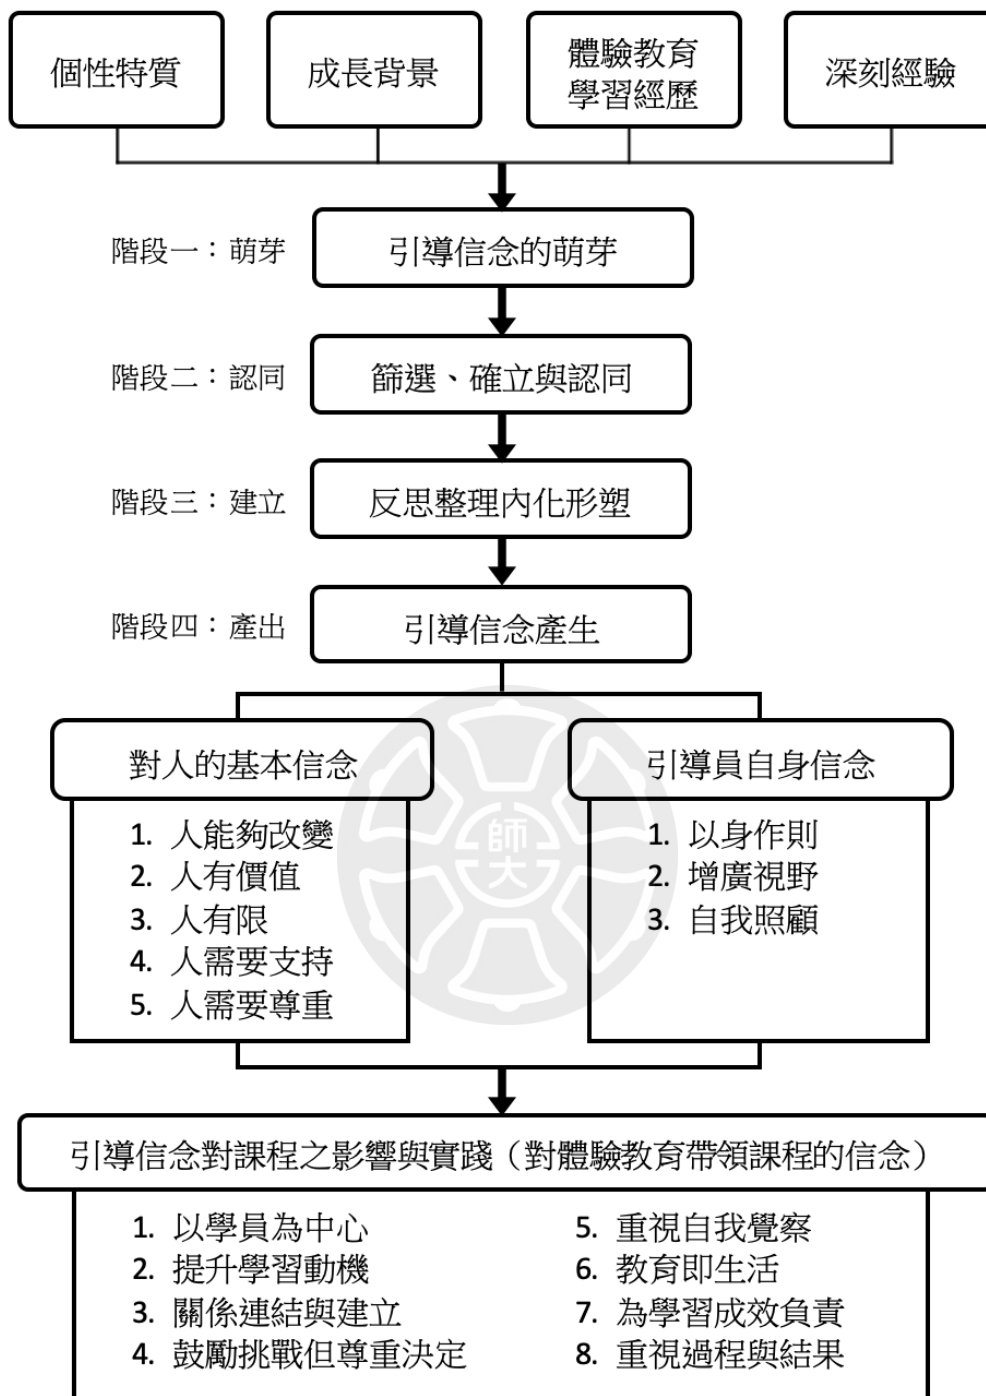 個性特質
成長背景
體驗教育
學習經歷
深刻經驗
階段一：萌芽
引導信念的萌芽
階段二：認同
篩選、確立與認同
階段三：建立
反思整理內化形塑
階段四：產出
引導信念產生
對人的基本信念
1. 人能夠改變
2. 人有價值
3. 人有限
4. 人需要支持
5. 人需要尊重
引導員自身信念
1. 以身作則
2. 增廣視野
3. 自我照顧
師大
引導信念對課程之影響與實踐（對體驗教育帶領課程的信念）
1. 以學員為中心
2. 提升學習動機
3. 關係連結與建立
4. 鼓勵挑戰但尊重決定
5. 重視自我覺察
6. 教育即生活
7. 為學習成效負責
8. 重視過程與結果